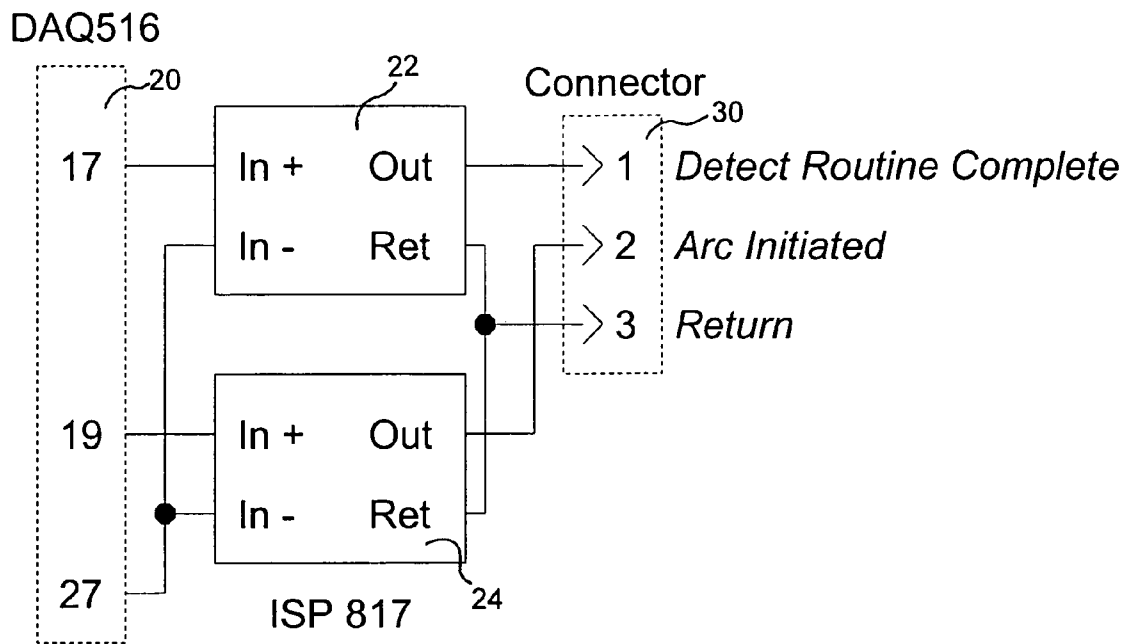 DAQ516
20
17
19
27
22
In + Out
In - Ret
In + Out
In - Ret
24
ISP 817
Connector
30
1 Detect Routine Complete
2 Arc Initiated
3 Return